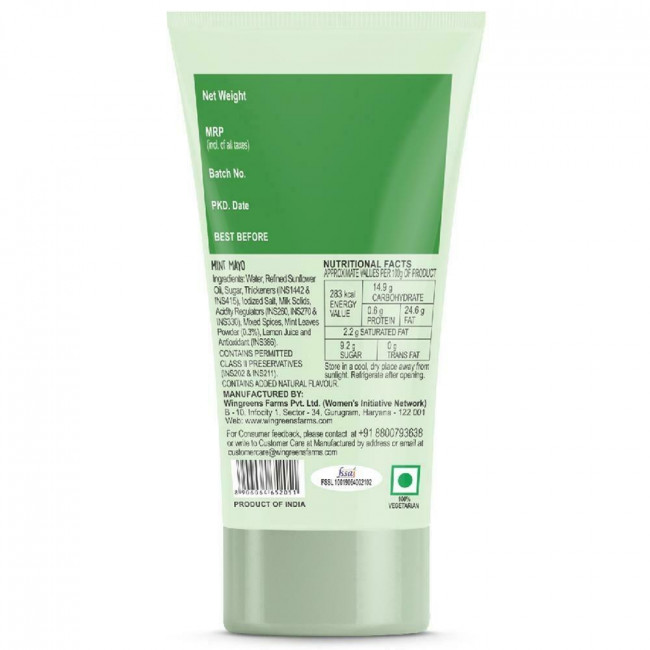 Net Weight
MRP
(incl. of all taxes)
Batch No.
PKD. Date
BEST BEFORE
MINT MAYO
Ingredients: Water, Refined Sunflower
Oil, Sugar, Thickeners (INS1442 &
INS415), Iodized Salt, Milk Solids,
Acidity Regulators (INS260, INS270 &
INS330), Mixed Spices, Mint Leaves
Powder (0.3%), Lemon Juice and
Antioxidant (INS386).
CONTAINS PERMITTED
CLASS II PRESERVATIVES
(INS202 & INS211).
CONTAINS ADDED NATURAL FLAVOUR.
NUTRITIONAL FACTS
APPROXIMATE VALUES PER 100g OF PRODUCT
283 kcal
ENERGY
VALUE
14.9 g
CARBOHYDRATE
0.6 g
PROTEIN
24.6 g
FAT
2.2 g SATURATED FAT
9.2 g
SUGAR
0 g
TRANS FAT
Store in a cool, dry place away from
sunlight. Refrigerate after opening.
MANUFACTURED BY:
Wingreens Farms Pvt. Ltd. (Women's Initiative Network)
B - 10, Infocity 1, Sector - 34, Gurugram, Haryana - 122 001
Web: www.wingreensfarms.com
For Consumer feedback, please contact at +91 8800793638
or write to Customer Care at Manufactured by address or email at
customercare@wingreensfarms.com
fssai
PRODUCT OF INDIA
100%
VEGETARIAN